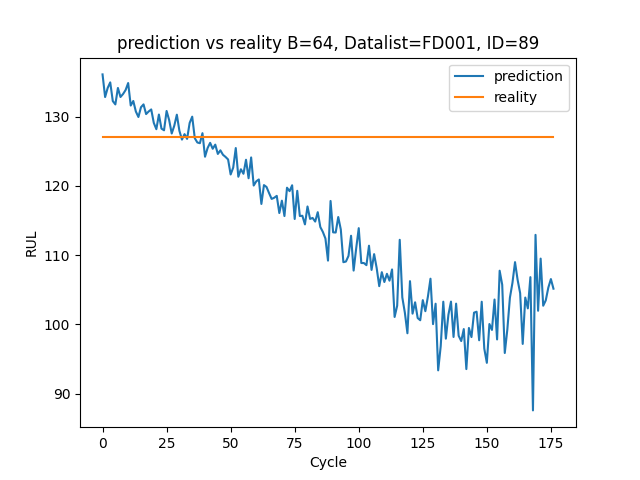 prediction vs reality B=64, Datalist=FD001, ID=89
prediction
reality
130
120
110
100
90
RUL
0 25 50 75 100 125 150 175
Cycle